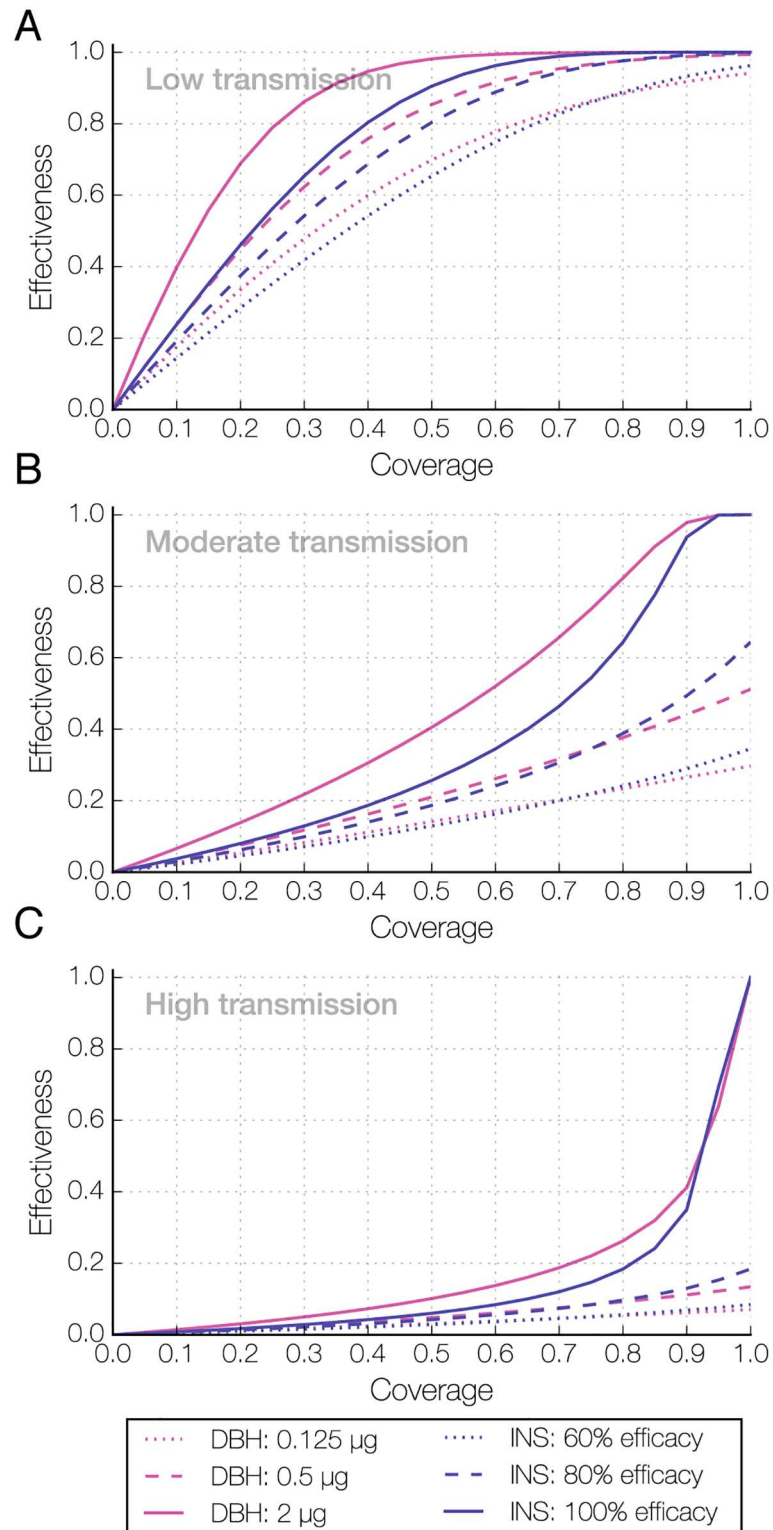 A
Low transmission
1.0
0.8
0.6
0.4
0.2
0.0
Effectiveness
0.0 0.1 0.2 0.3 0.4 0.5 0.6 0.7 0.8 0.9 1.0
Coverage
B
Moderate transmission
1.0
0.8
0.6
0.4
0.2
0.0
Effectiveness
0.0 0.1 0.2 0.3 0.4 0.5 0.6 0.7 0.8 0.9 1.0
Coverage
C
High transmission
1.0
0.8
0.6
0.4
0.2
0.0
Effectiveness
0.0 0.1 0.2 0.3 0.4 0.5 0.6 0.7 0.8 0.9 1.0
Coverage
DBH: 0.125 µg INS: 60% efficacy
DBH: 0.5 µg INS: 80% efficacy
DBH: 2 µg INS: 100% efficacy